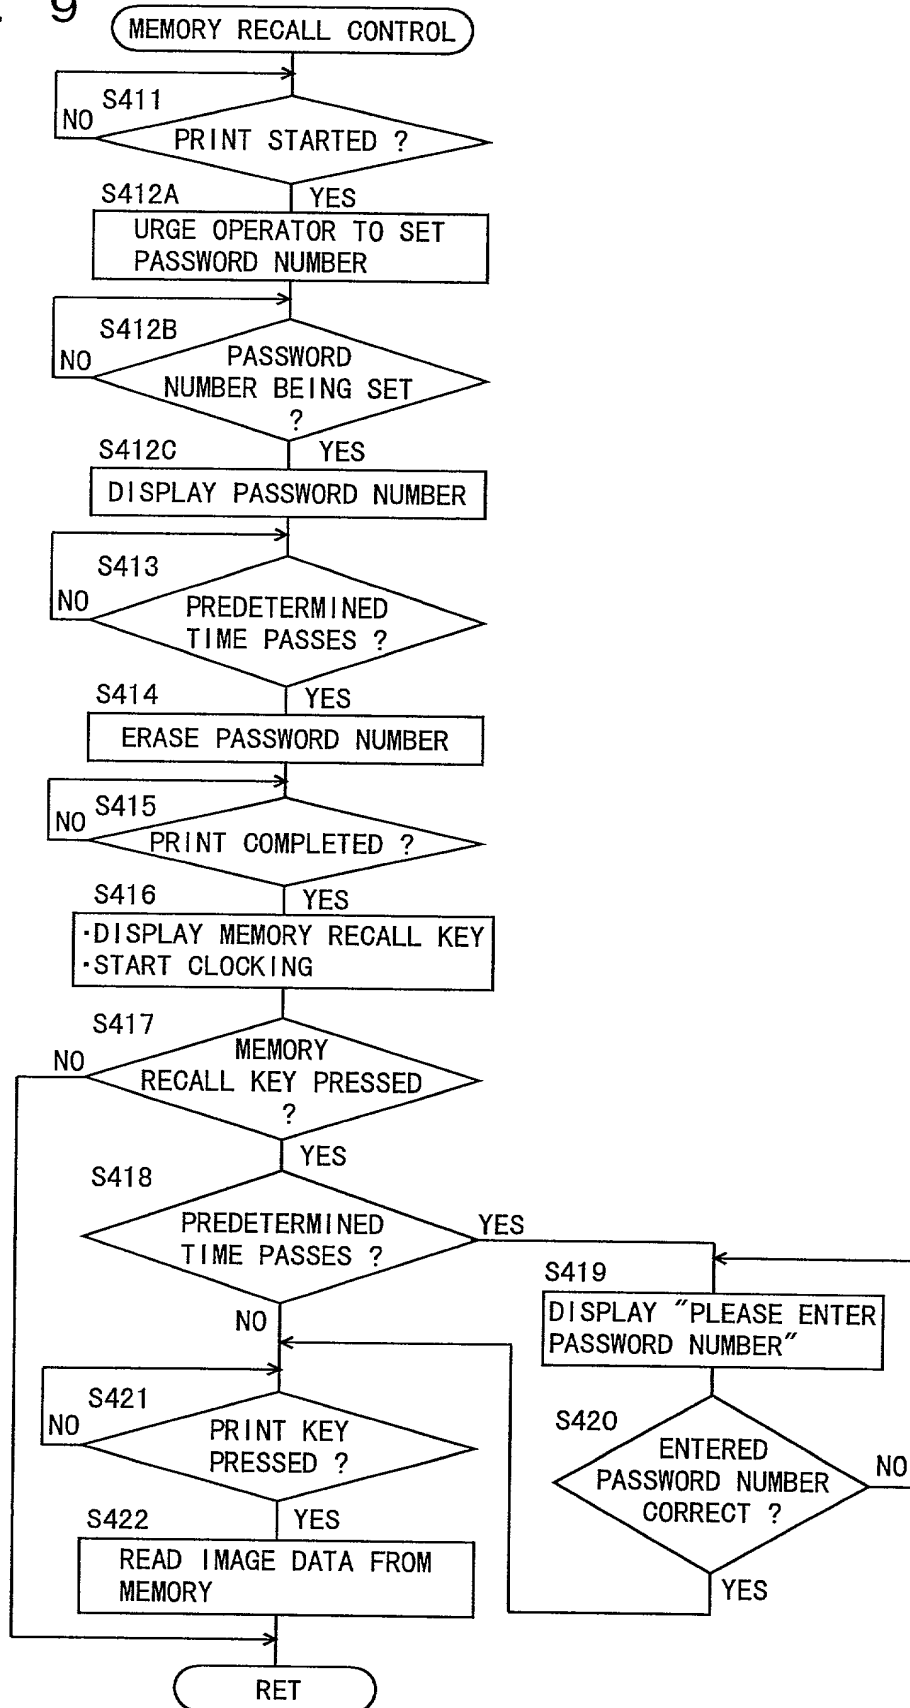 . 9
MEMORY RECALL CONTROL
S411
NO
PRINT STARTED ?
YES
S412A
URGE OPERATOR TO SET
PASSWORD NUMBER
S412B
NO
PASSWORD
NUMBER BEING SET
?
YES
S412C
DISPLAY PASSWORD NUMBER
S413
NO
PREDETERMINED
TIME PASSES ?
YES
S414
ERASE PASSWORD NUMBER
S415
NO
PRINT COMPLETED ?
YES
S416
·DISPLAY MEMORY RECALL KEY
·START CLOCKING
S417
NO
MEMORY
RECALL KEY PRESSED
?
YES
S418
PREDETERMINED
TIME PASSES ?
YES
NO
S419
DISPLAY "PLEASE ENTER
PASSWORD NUMBER"
S420
ENTERED
PASSWORD NUMBER
CORRECT ?
NO
YES
S421
NO
PRINT KEY
PRESSED ?
YES
S422
READ IMAGE DATA FROM
MEMORY
RET